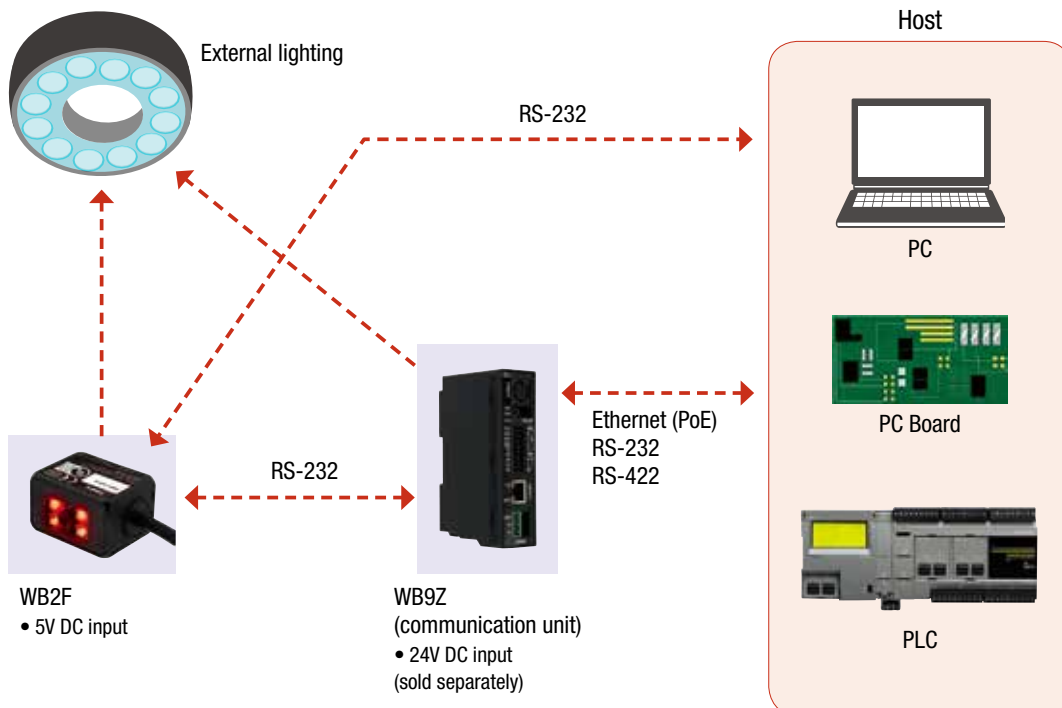 Host
External lighting
RS-232
PC
Ethernet (PoE)
RS-232
RS-422
PC Board
RS-232
WB2F
• 5V DC input
WB9Z
(communication unit)
• 24V DC input
(sold separately)
PLC